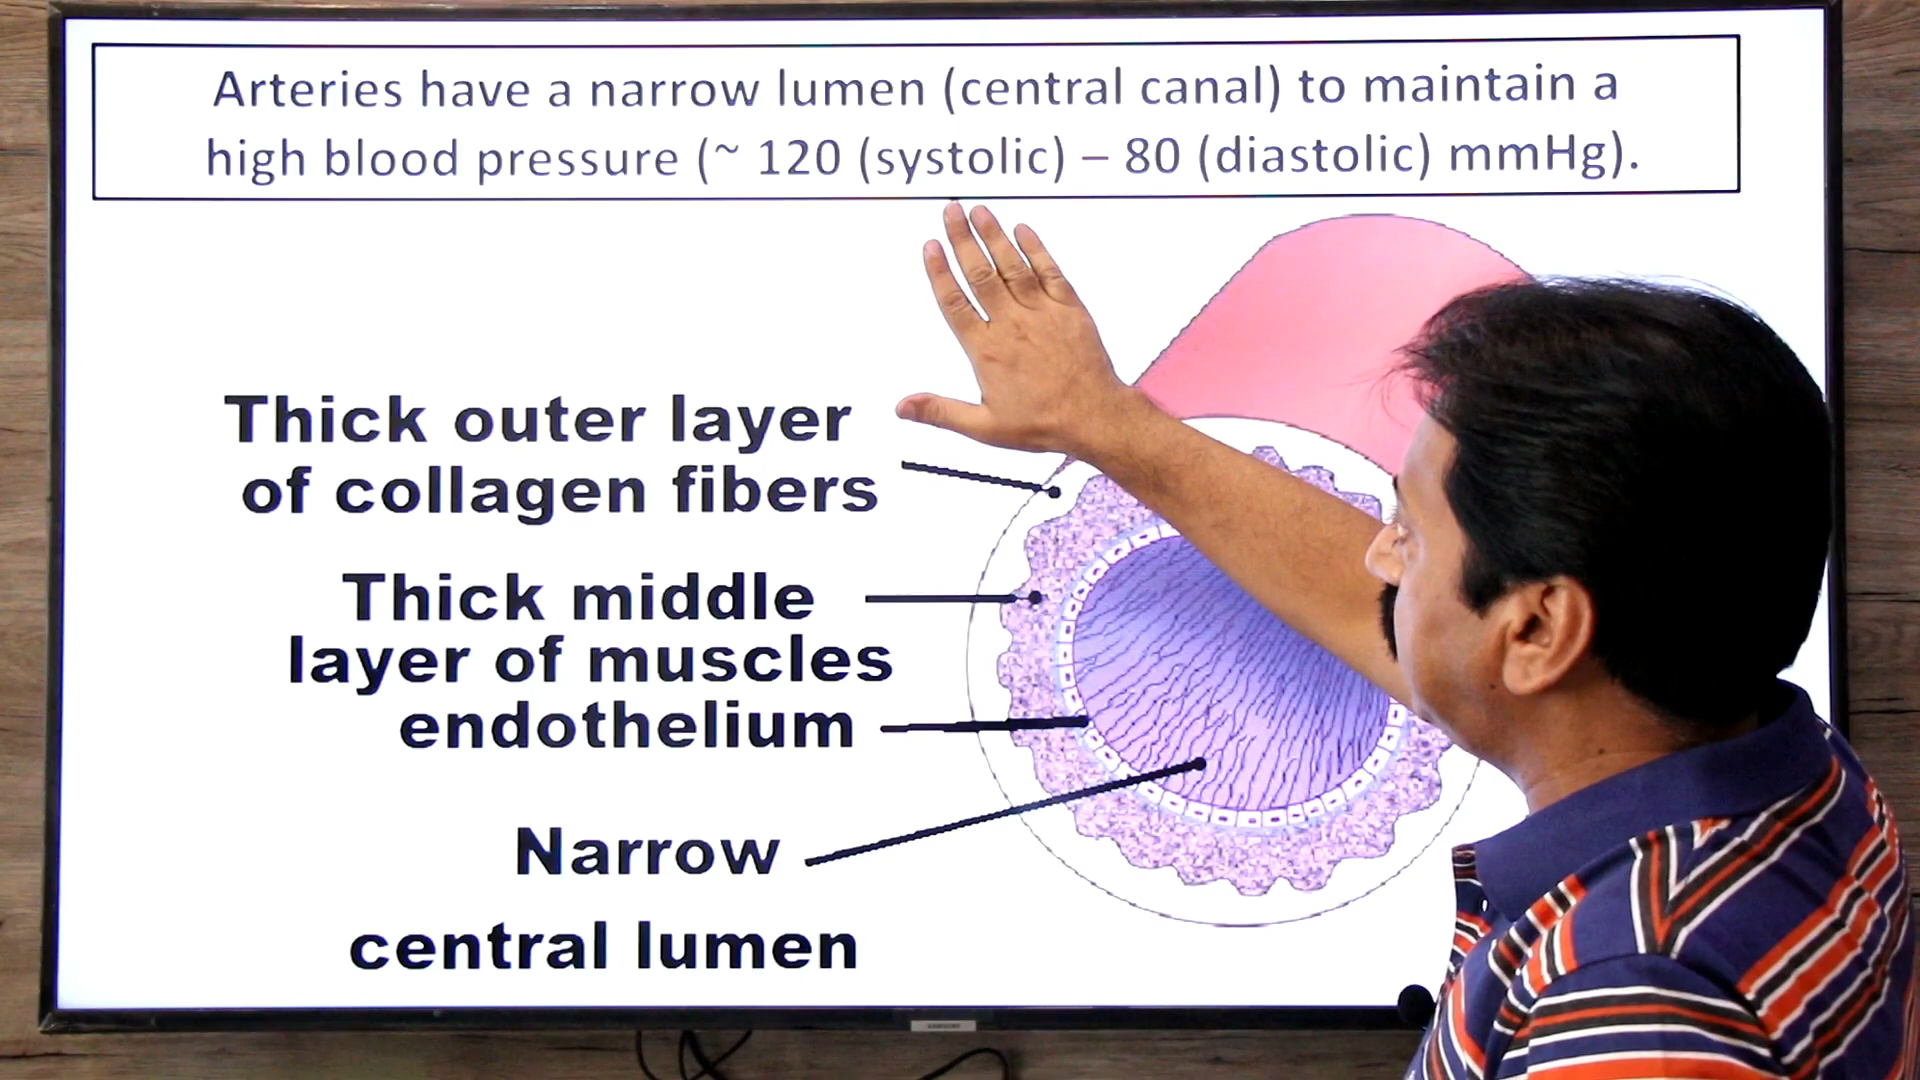 Arteries have a narrow lumen (central canal) to maintain a
high blood pressure (~ 120 (systolic) – 80 (diastolic) mmHg).
Thick outer layer
of collagen fibers
Thick middle
layer of muscles
endothelium
Narrow
central lumen
SAMSUNG